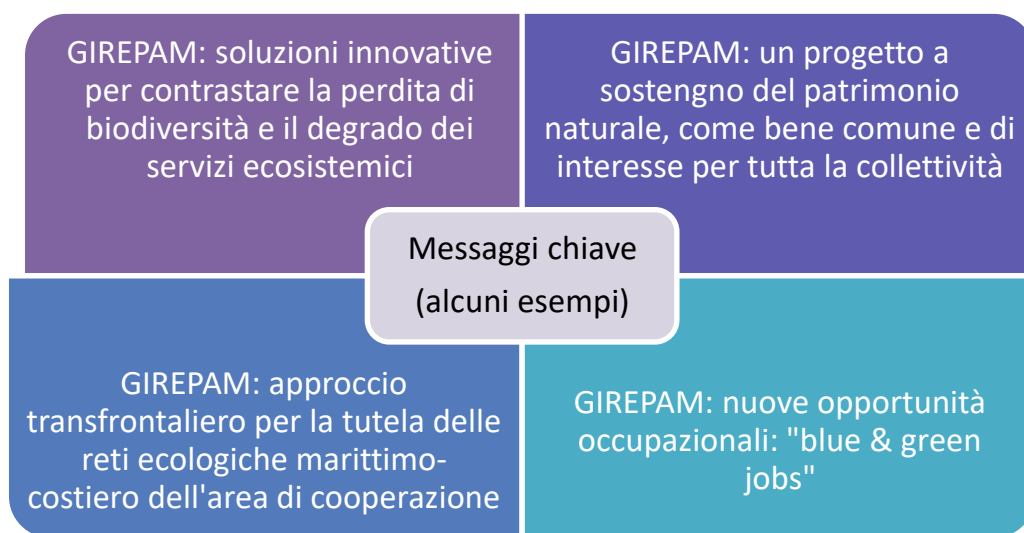 GIREPAM: soluzioni innovative
per contrastare la perdita di
biodiversità e il degrado dei
servizi ecosistemici
GIREPAM: un progetto a
sostengno del patrimonio
naturale, come bene comune e di
interesse per tutta la collettività
Messaggi chiave
(alcuni esempi)
GIREPAM: approccio
transfrontaliero per la tutela delle
reti ecologiche marittimo-
costiero dell'area di cooperazione
GIREPAM: nuove opportunità
occupazionali: "blue & green
jobs"